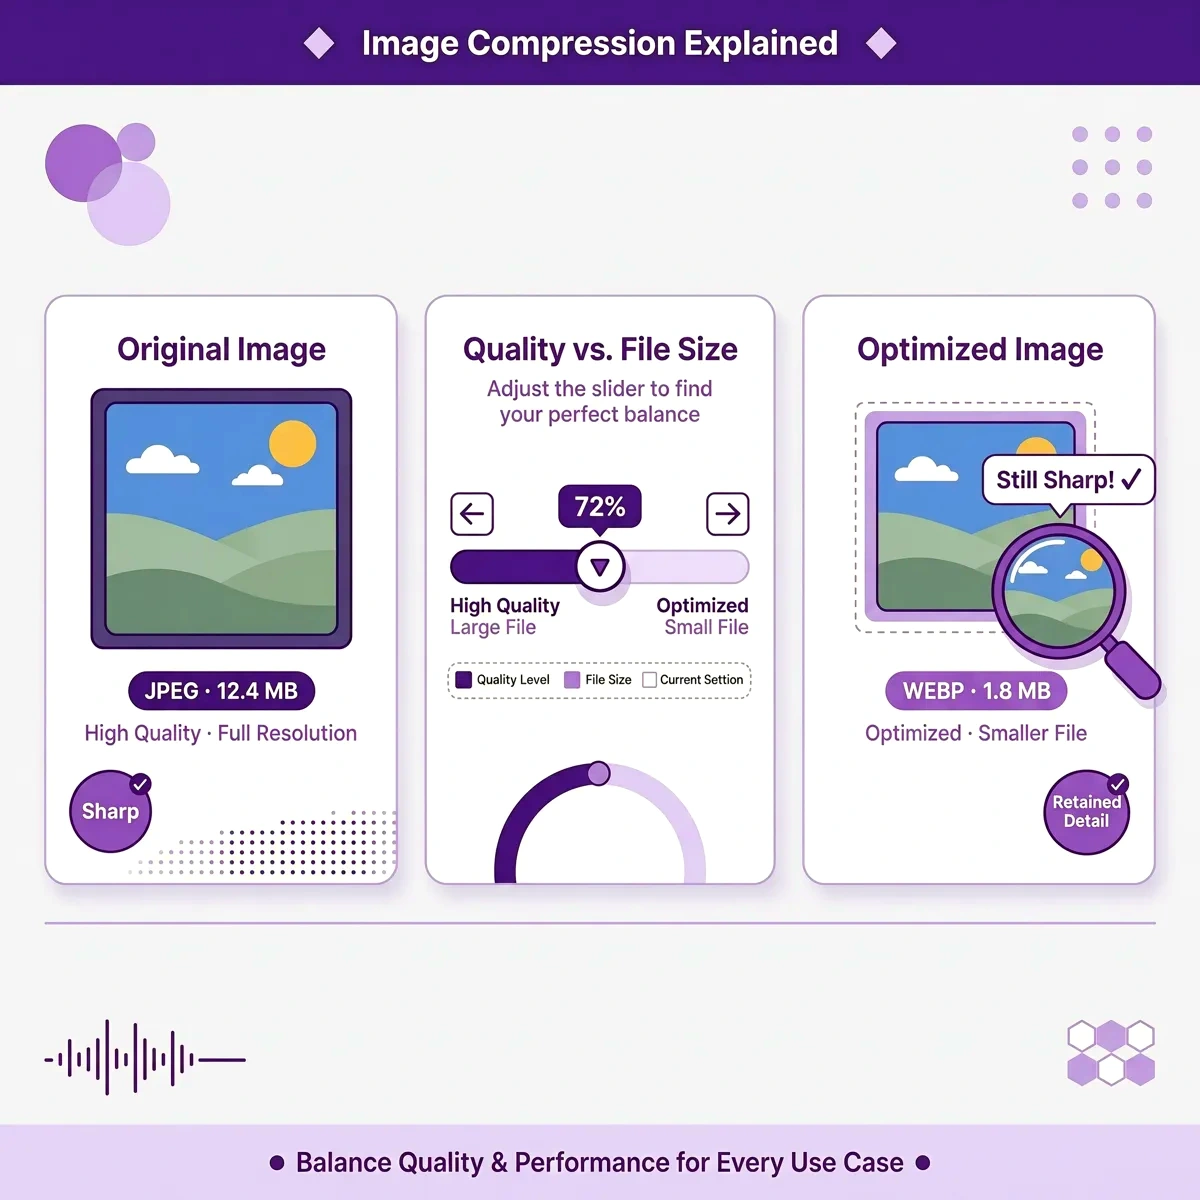 Image Compression Explained
Original Image
JPEG · 12.4 MB
High Quality · Full Resolution
Sharp
Quality vs. File Size
Adjust the slider to find
your perfect balance
72%
High Quality
Large File
Optimized
Small File
Quality Level
File Size
Current Settion
Optimized Image
Still Sharp! ✓
WEBP · 1.8 MB
Optimized · Smaller File
Retained
Detail
• Balance Quality & Performance for Every Use Case •